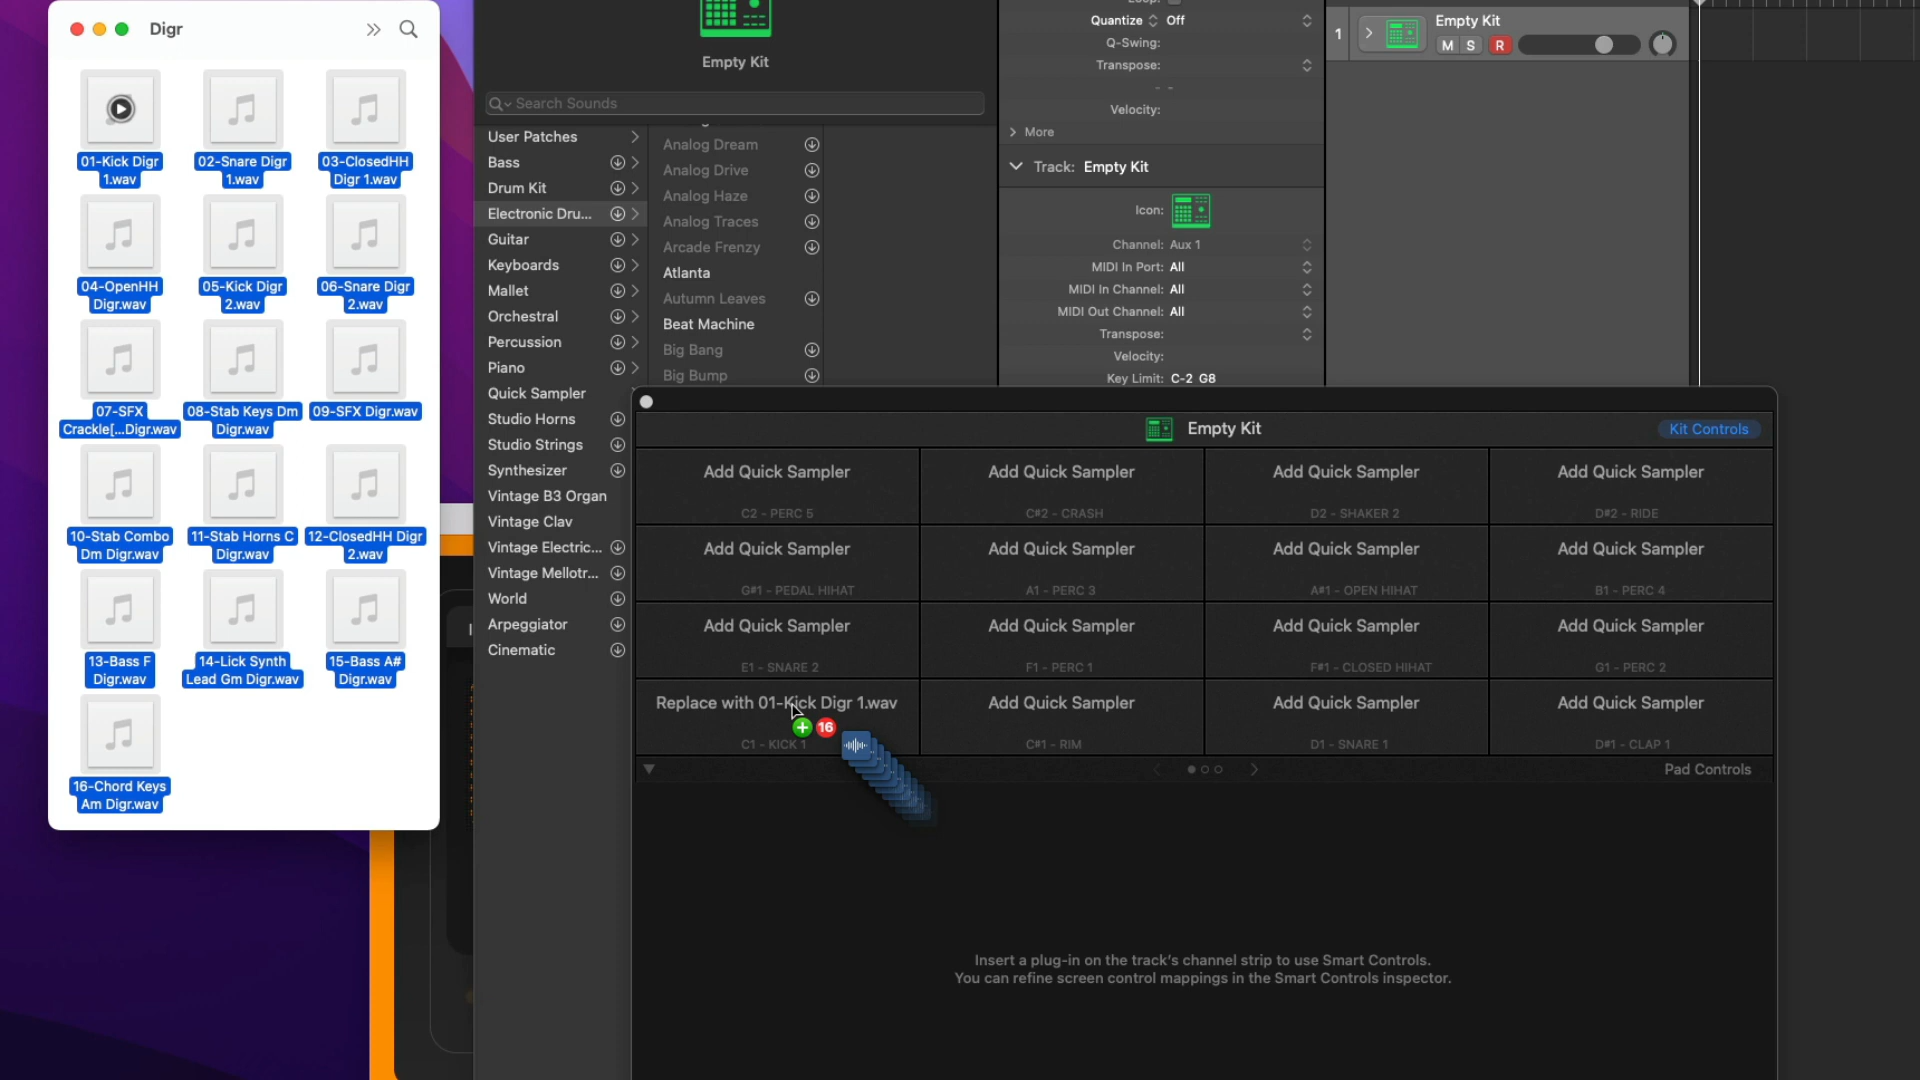 Digr
01-Kick Digr
1.wav
02-Snare Digr
1.wav
03-ClosedHH
Digr 1.wav
04-OpenHH
Digr.wav
05-Kick Digr
2.wav
06-Snare Digr
2.wav
07-SFX
Crackle[...Digr.wav
08-Stab Keys Dm
Digr.wav
09-SFX Digr.wav
10-Stab Combo
Dm Digr.wav
11-Stab Horns C
Digr.wav
12-ClosedHH Digr
2.wav
13-Bass F
Digr.wav
14-Lick Synth
Lead Gm Digr.wav
15-Bass A#
Digr.wav
16-Chord Keys
Am Digr.wav
Empty Kit
Search Sounds
User Patches
Bass
Drum Kit
Electronic Dru...
Guitar
Keyboards
Mallet
Orchestral
Percussion
Piano
Quick Sampler
Studio Horns
Studio Strings
Synthesizer
Vintage B3 Organ
Vintage Clav
Vintage Electric...
Vintage Mellotr...
World
Arpeggiator
Cinematic
Analog Dream
Analog Drive
Analog Haze
Analog Traces
Arcade Frenzy
Atlanta
Autumn Leaves
Beat Machine
Big Bang
Big Bump
Quantize Off
Q-Swing:
Transpose:
- -
Velocity:
More
Track: Empty Kit
Icon:
Channel: Aux 1
MIDI In Port: All
MIDI In Channel: All
MIDI Out Channel: All
Transpose:
Velocity:
Key Limit: C-2 G8
1
Empty Kit
M S R
Empty Kit
Kit Controls
Add Quick Sampler
C2 - PERC 5
Add Quick Sampler
C#2 - CRASH
Add Quick Sampler
D2 - SHAKER 2
Add Quick Sampler
D#2 - RIDE
Add Quick Sampler
G#1 - PEDAL HIHAT
Add Quick Sampler
A1 - PERC 3
Add Quick Sampler
A#1 - OPEN HIHAT
Add Quick Sampler
B1 - PERC 4
Add Quick Sampler
E1 - SNARE 2
Add Quick Sampler
F1 - PERC 1
Add Quick Sampler
F#1 - CLOSED HIHAT
Add Quick Sampler
G1 - PERC 2
Replace with 01-Kick Digr 1.wav
16
C1 - KICK 1
Add Quick Sampler
C#1 - RIM
Add Quick Sampler
D1 - SNARE 1
Add Quick Sampler
D#1 - CLAP 1
Pad Controls
Insert a plug-in on the track's channel strip to use Smart Controls.
You can refine screen control mappings in the Smart Controls inspector.